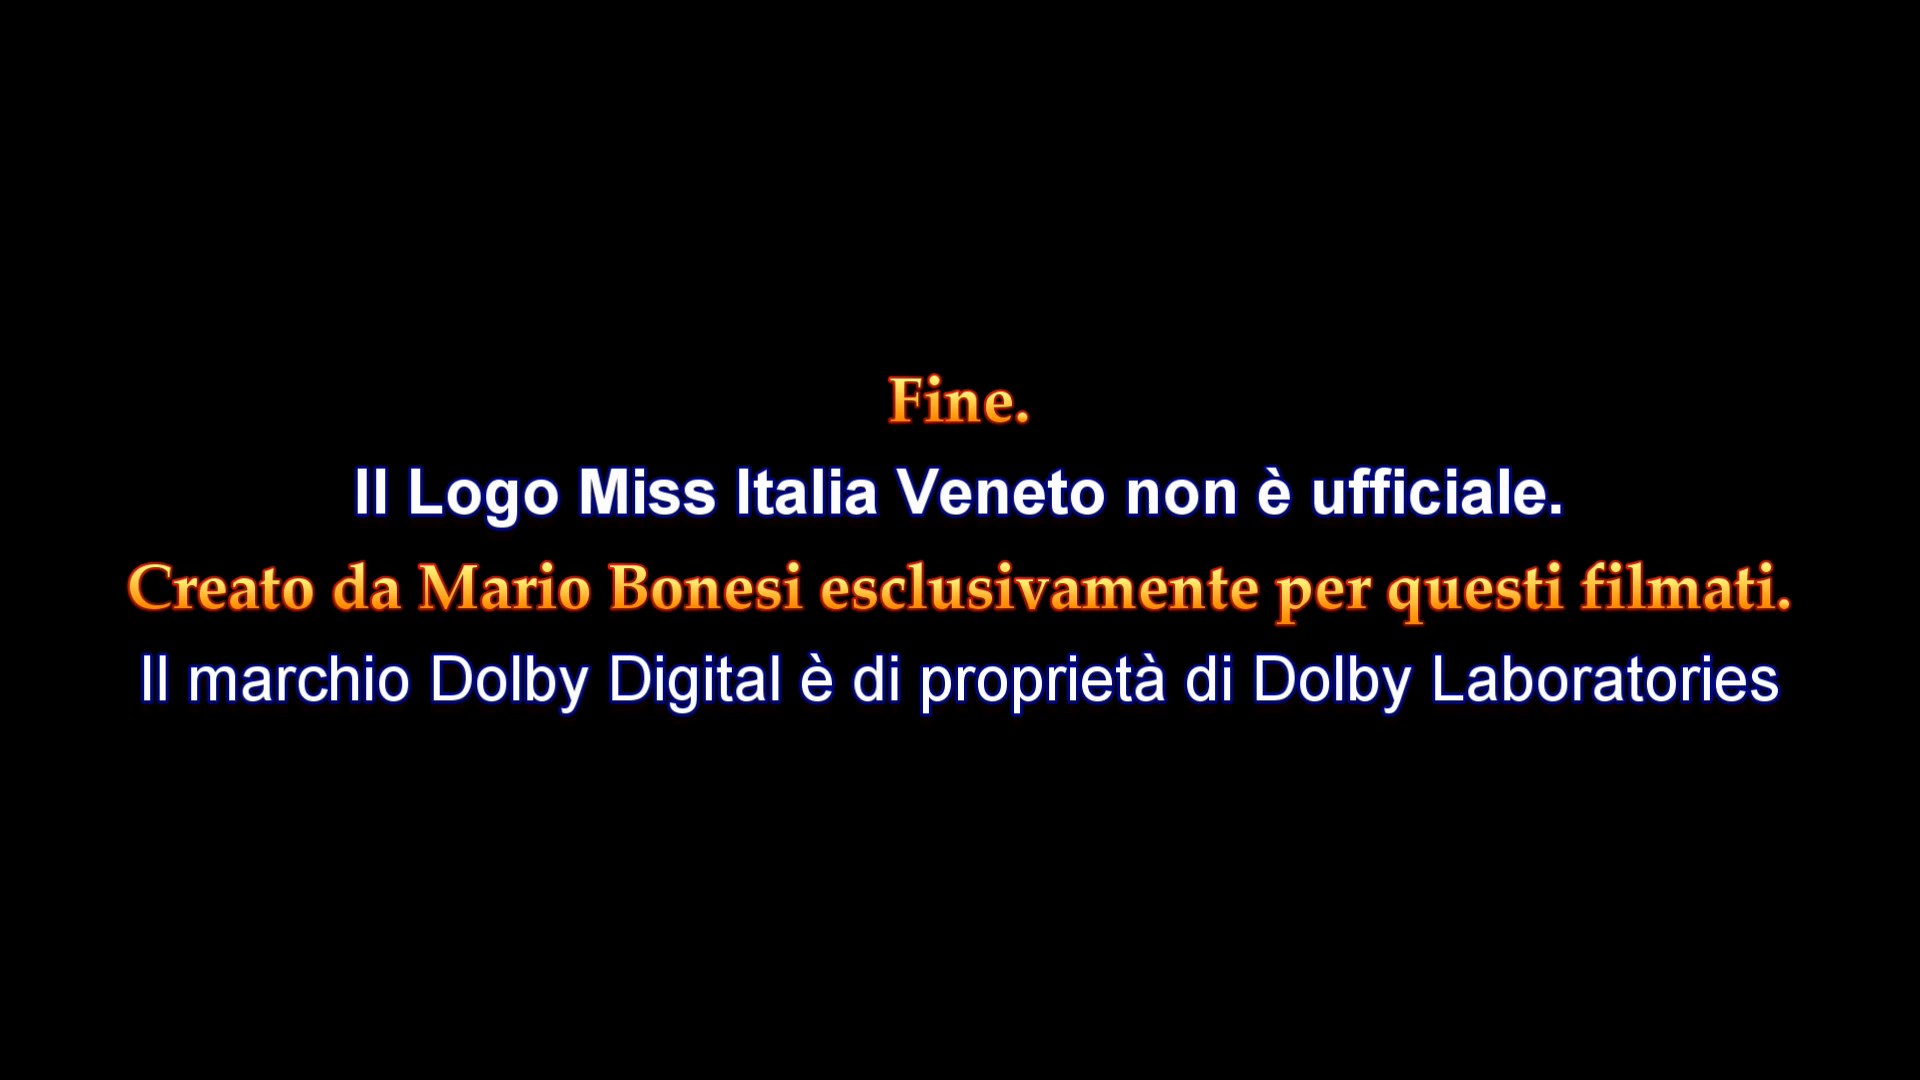 Fine.
Il Logo Miss Italia Veneto non è ufficiale.
Creato da Mario Bonesi esclusivamente per questi filmati.
Il marchio Dolby Digital è di proprietà di Dolby Laboratories